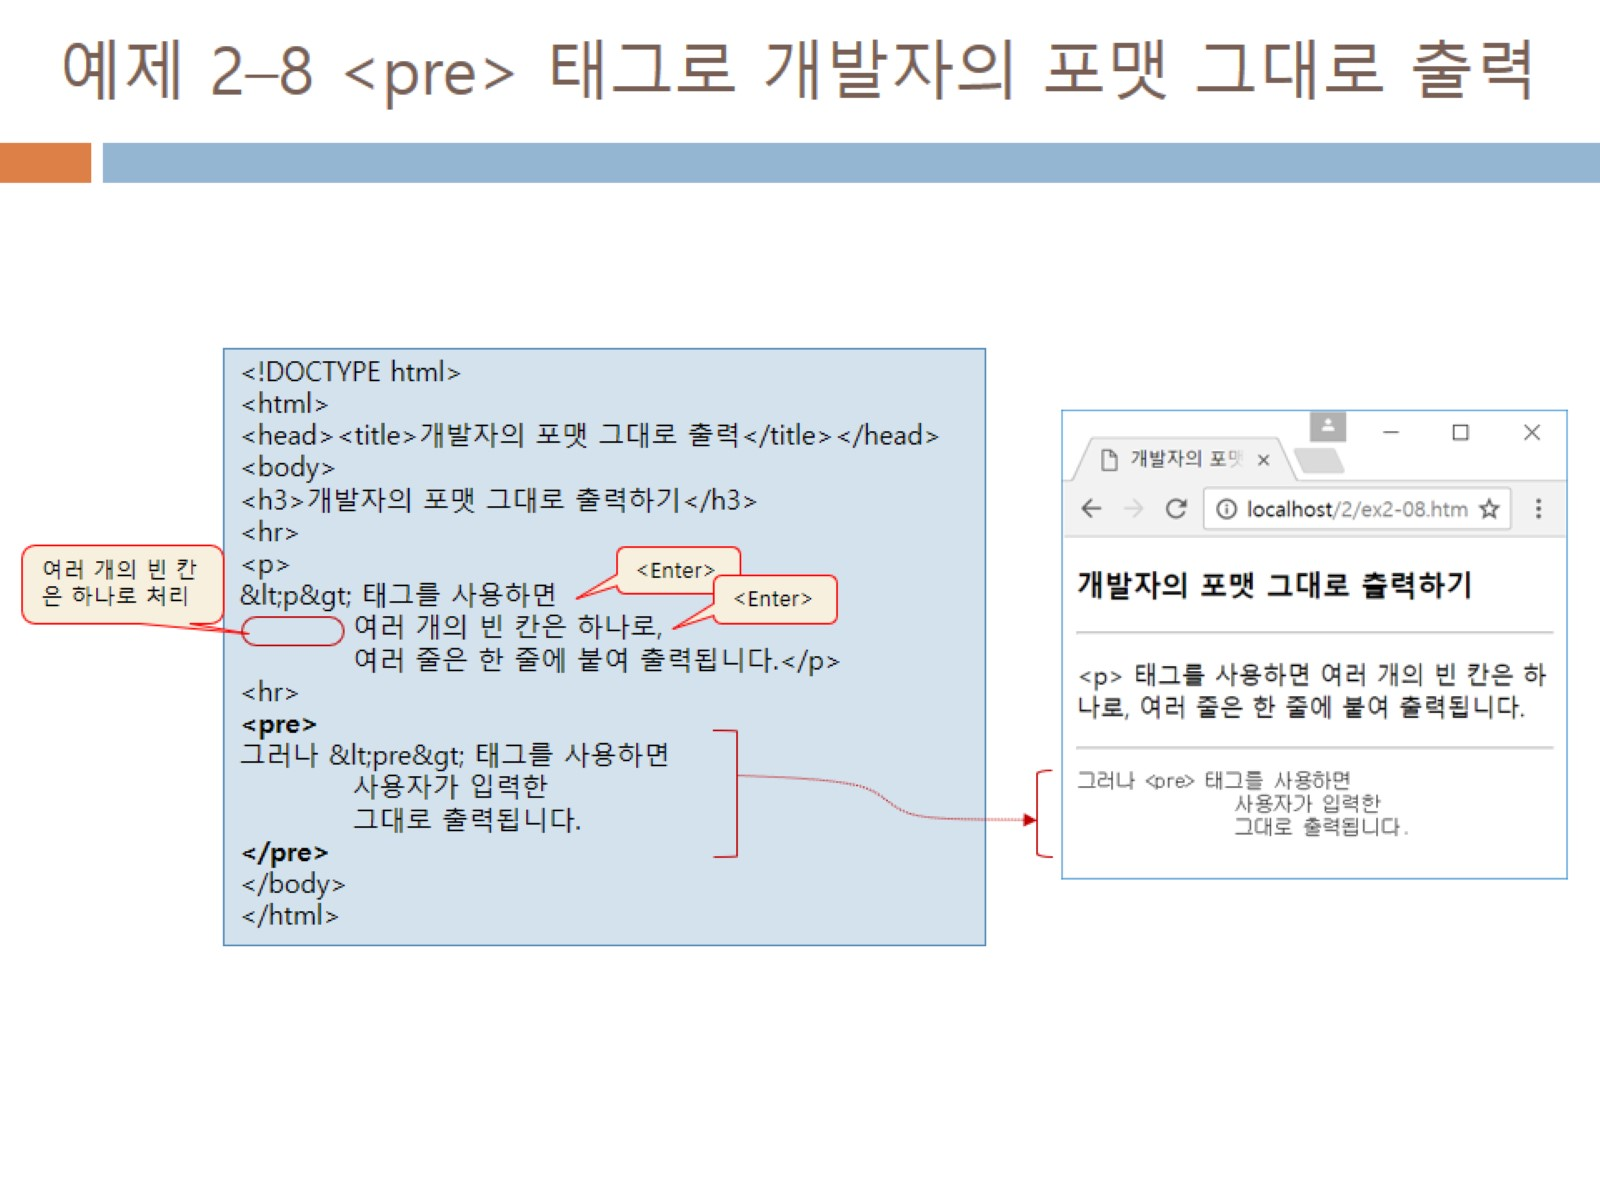 예제 2–8 <pre> 태그로 개발자의 포맷 그대로 출력
<!DOCTYPE html>
<html>
<head><title>개발자의 포맷 그대로 출력</title></head>
<body>
<h3>개발자의 포맷 그대로 출력하기</h3>
<hr>
<p>
&lt;p&gt; 태그를 사용하면
여러 개의 빈 칸은 하나로,
여러 줄은 한 줄에 붙여 출력됩니다.</p>
<hr>
<pre>
그러나 &lt;pre&gt; 태그를 사용하면
사용자가 입력한
그대로 출력됩니다.
</pre>
</body>
</html>
여러 개의 빈 칸
은 하나로 처리
<Enter>
<Enter>
개발자의 포맷
localhost/2/ex2-08.htm
개발자의 포맷 그대로 출력하기
<p> 태그를 사용하면 여러 개의 빈 칸은 하
나로, 여러 줄은 한 줄에 붙여 출력됩니다.
그러나 <pre> 태그를 사용하면
사용자가 입력한
그대로 출력됩니다.